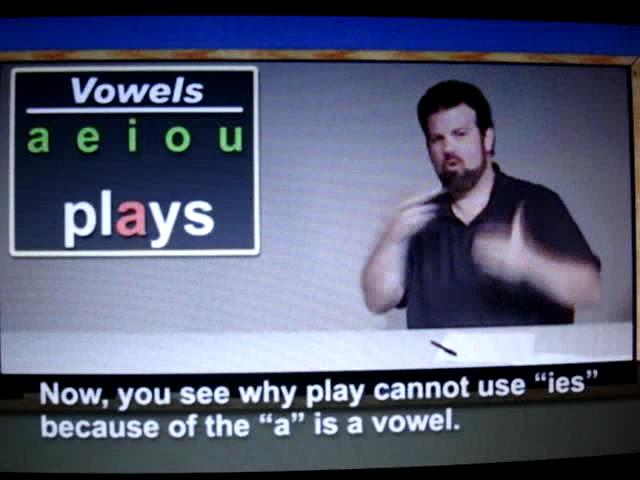 Vowels
a e i o u
plays
Now, you see why play cannot use “ies”
because of the “a” is a vowel.